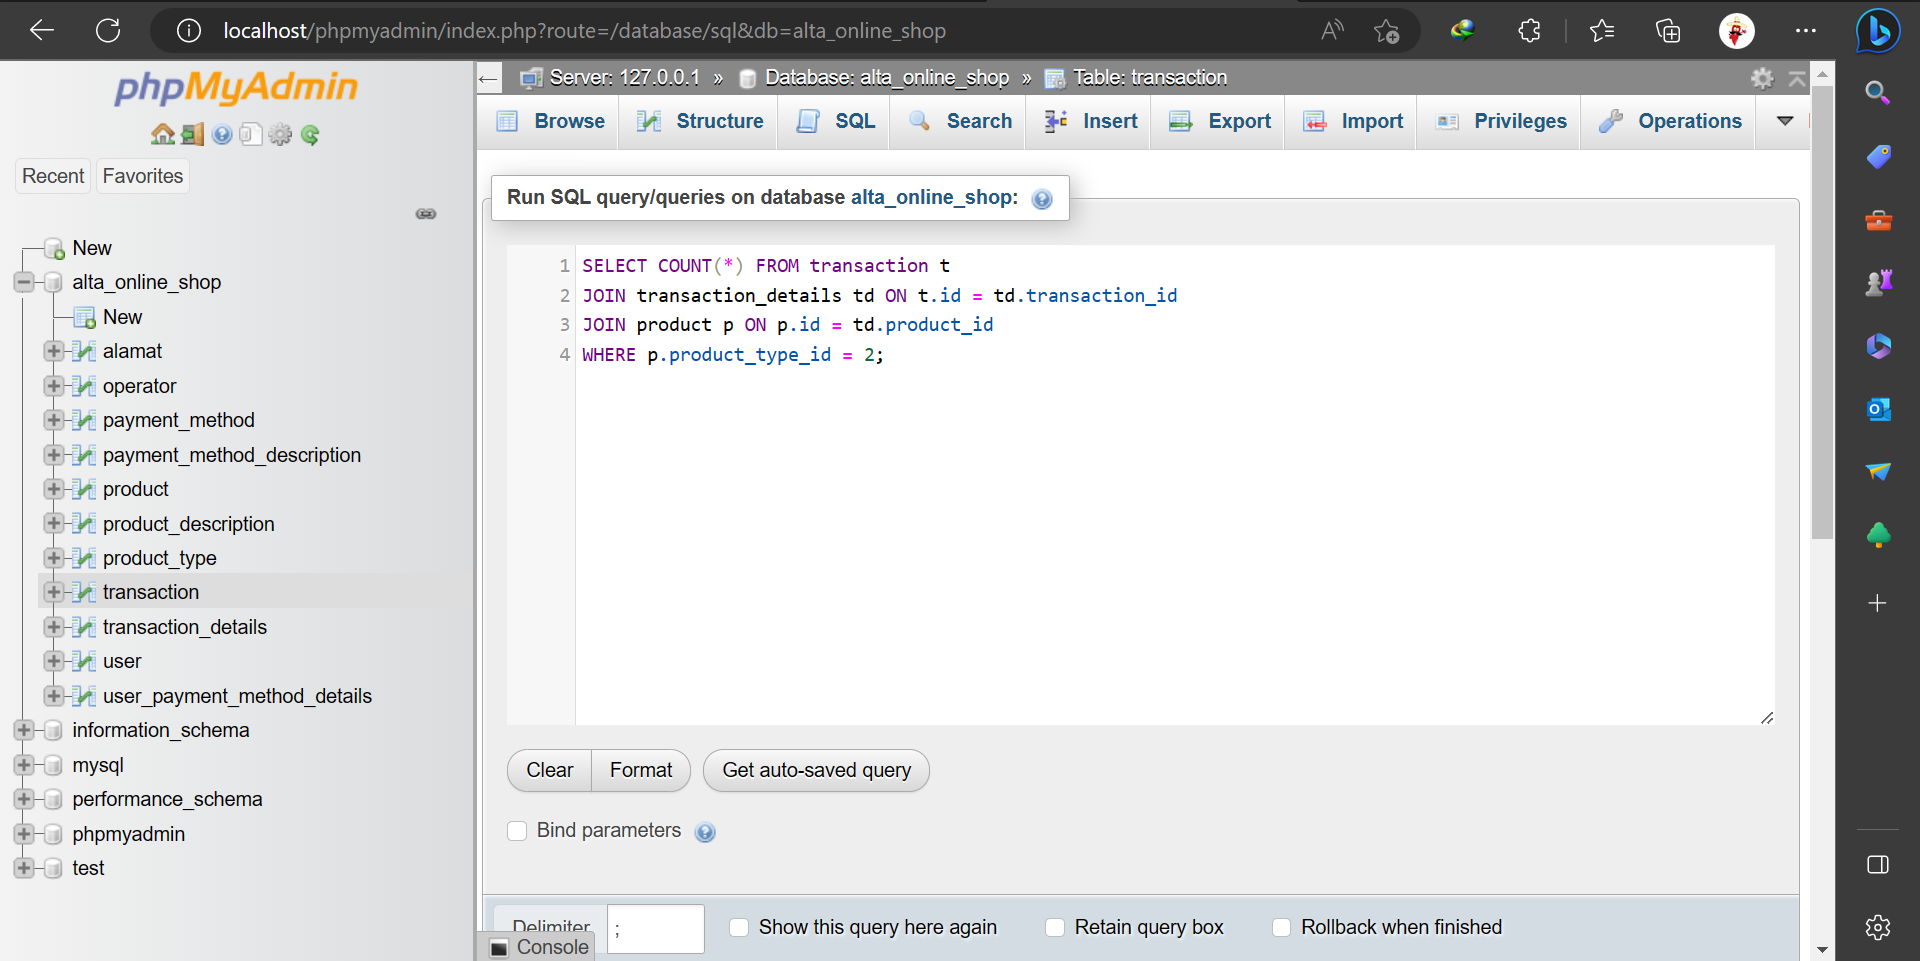 localhost/phpmyadmin/index.php?route=/database/sql&db=alta_online_shop
phpMyAdmin
Recent
Favorites
New
alta_online_shop
New
alamat
operator
payment_method
payment_method_description
product
product_description
product_type
transaction
transaction_details
user
user_payment_method_details
information_schema
mysql
performance_schema
phpmyadmin
test
Server: 127.0.0.1 » Database: alta_online_shop » Table: transaction
Browse Structure SQL Search Insert Export Import Privileges Operations
Run SQL query/queries on database alta_online_shop:
1 SELECT COUNT(*) FROM transaction t
2 JOIN transaction_details td ON t.id = td.transaction_id
3 JOIN product p ON p.id = td.product_id
4 WHERE p.product_type_id = 2;
Clear Format Get auto-saved query
Bind parameters
Delimiter ; Show this query here again Retain query box Rollback when finished
Console